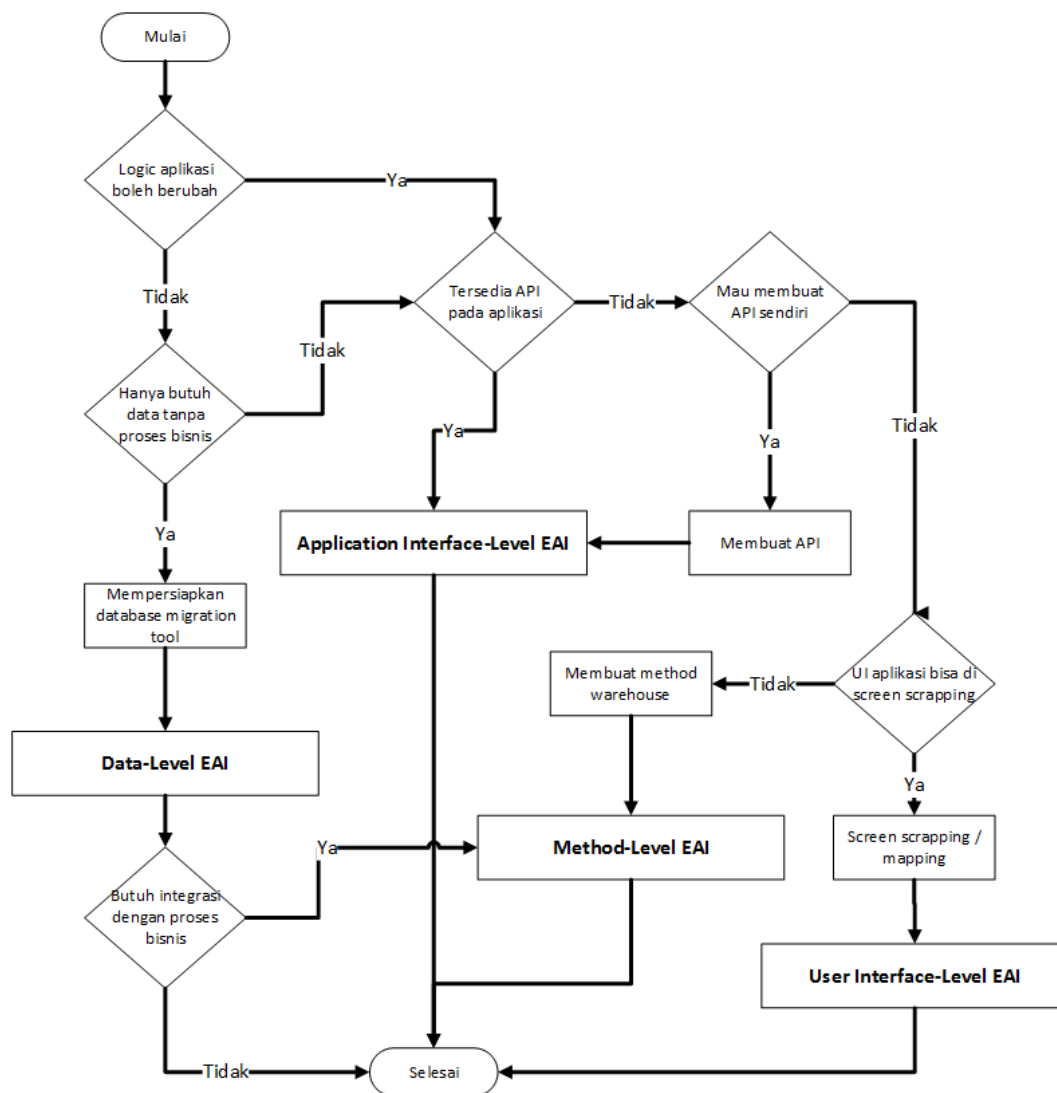 Mulai
Logic aplikasi
boleh berubah
Ya
Tidak
Tersedia API
pada aplikasi
Tidak
Mau membuat
API sendiri
Tidak
Hanya butuh
data tanpa
proses bisnis
Ya
Ya
Tidak
Ya
Application Interface-Level EAI
Membuat API
Mempersiapkan
database migration
tool
Membuat method
warehouse
Tidak
UI aplikasi bisa di
screen scrapping
Data-Level EAI
Ya
Ya
Method-Level EAI
Screen scrapping /
mapping
Butuh integrasi
dengan proses
bisnis
User Interface-Level EAI
Tidak
Selesai